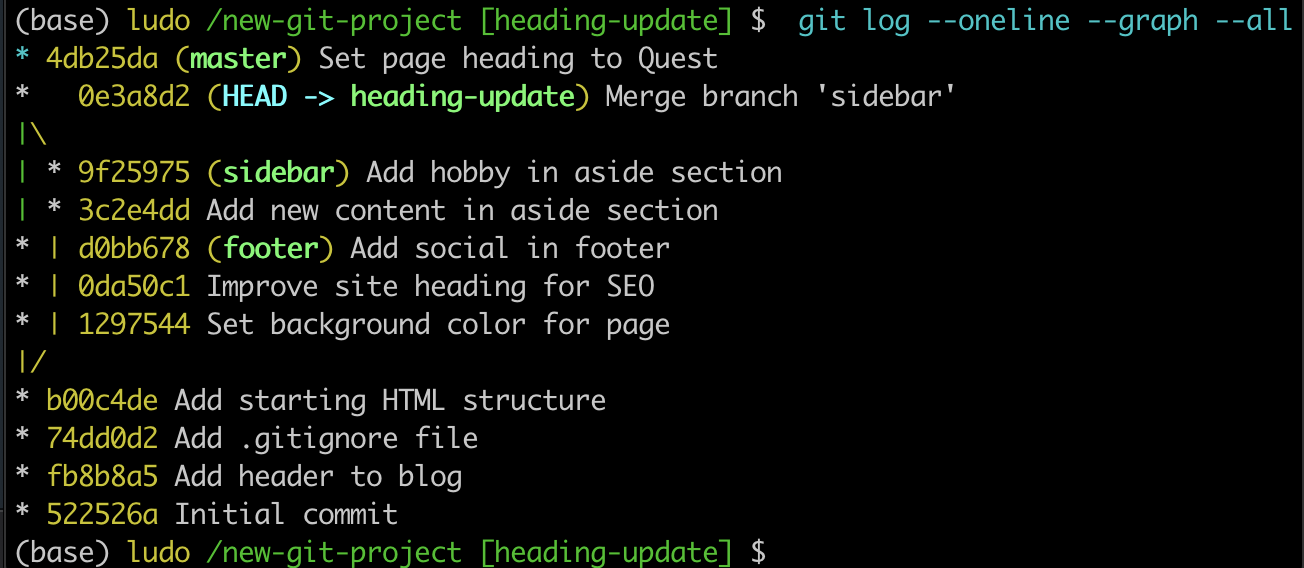 (base) ludo /new-git-project [heading-update] $  git log --oneline --graph --all
* 4db25da (master) Set page heading to Quest
*   0e3a8d2 (HEAD -> heading-update) Merge branch 'sidebar'
|\
| * 9f25975 (sidebar) Add hobby in aside section
| * 3c2e4dd Add new content in aside section
* | d0bb678 (footer) Add social in footer
* | 0da50c1 Improve site heading for SEO
* | 1297544 Set background color for page
|/
* b00c4de Add starting HTML structure
* 74dd0d2 Add .gitignore file
* fb8b8a5 Add header to blog
* 522526a Initial commit
(base) ludo /new-git-project [heading-update] $